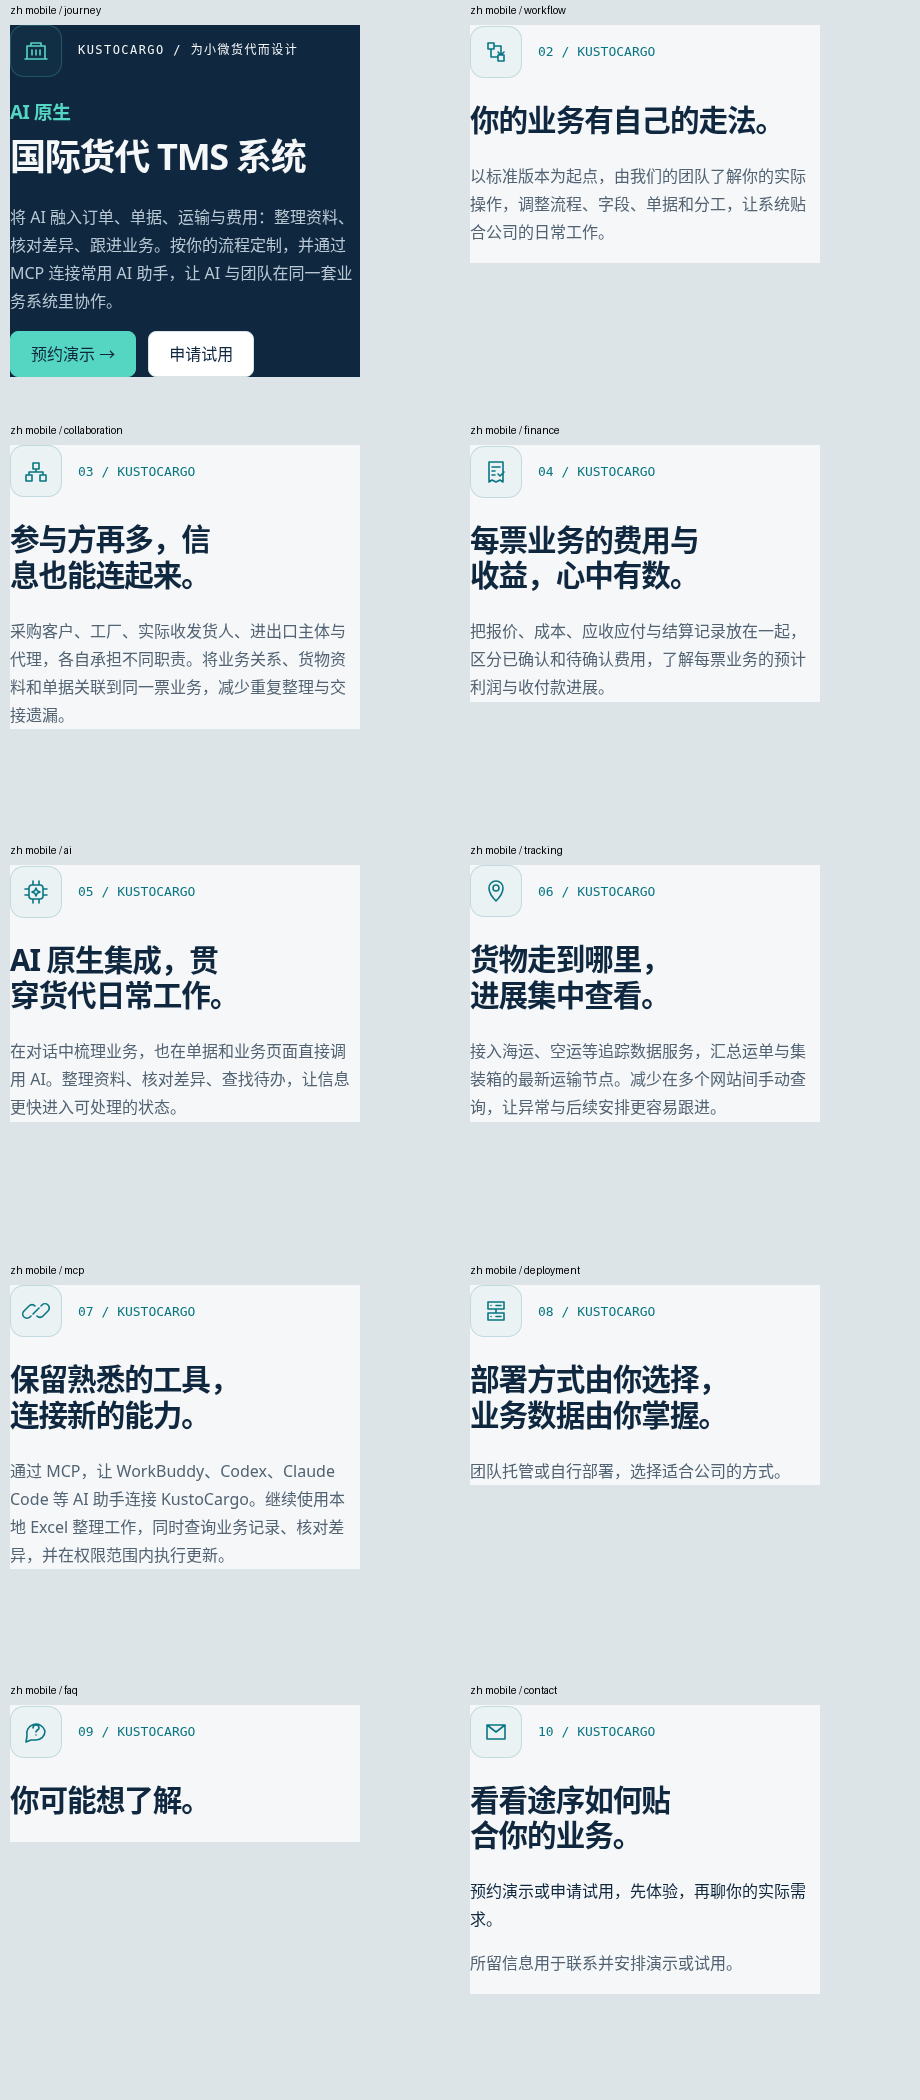 zh mobile / journey
KUSTOCARGO / 为小微货代而设计
AI 原生
国际货代 TMS 系统
将 AI 融入订单、单据、运输与费用：整理资料、
核对差异、跟进业务。按你的流程定制，并通过
MCP 连接常用 AI 助手，让 AI 与团队在同一套业
务系统里协作。
预约演示 →
申请试用
zh mobile / workflow
02 / KUSTOCARGO
你的业务有自己的走法。
以标准版本为起点，由我们的团队了解你的实际
操作，调整流程、字段、单据和分工，让系统贴
合公司的日常工作。
zh mobile / collaboration
03 / KUSTOCARGO
参与方再多，信
息也能连起来。
采购客户、工厂、实际收发货人、进出口主体与
代理，各自承担不同职责。将业务关系、货物资
料和单据关联到同一票业务，减少重复整理与交
接遗漏。
zh mobile / finance
04 / KUSTOCARGO
每票业务的费用与
收益，心中有数。
把报价、成本、应收应付与结算记录放在一起，
区分已确认和待确认费用，了解每票业务的预计
利润与收付款进展。
zh mobile / ai
05 / KUSTOCARGO
AI 原生集成，贯
穿货代日常工作。
在对话中梳理业务，也在单据和业务页面直接调
用 AI。整理资料、核对差异、查找待办，让信息
更快进入可处理的状态。
zh mobile / tracking
06 / KUSTOCARGO
货物走到哪里，
进展集中查看。
接入海运、空运等追踪数据服务，汇总运单与集
装箱的最新运输节点。减少在多个网站间手动查
询，让异常与后续安排更容易跟进。
zh mobile / mcp
07 / KUSTOCARGO
保留熟悉的工具，
连接新的能力。
通过 MCP，让 WorkBuddy、Codex、Claude
Code 等 AI 助手连接 KustoCargo。继续使用本
地 Excel 整理工作，同时查询业务记录、核对差
异，并在权限范围内执行更新。
zh mobile / deployment
08 / KUSTOCARGO
部署方式由你选择，
业务数据由你掌握。
团队托管或自行部署，选择适合公司的方式。
zh mobile / faq
09 / KUSTOCARGO
你可能想了解。
zh mobile / contact
10 / KUSTOCARGO
看看途序如何贴
合你的业务。
预约演示或申请试用，先体验，再聊你的实际需
求。
所留信息用于联系并安排演示或试用。